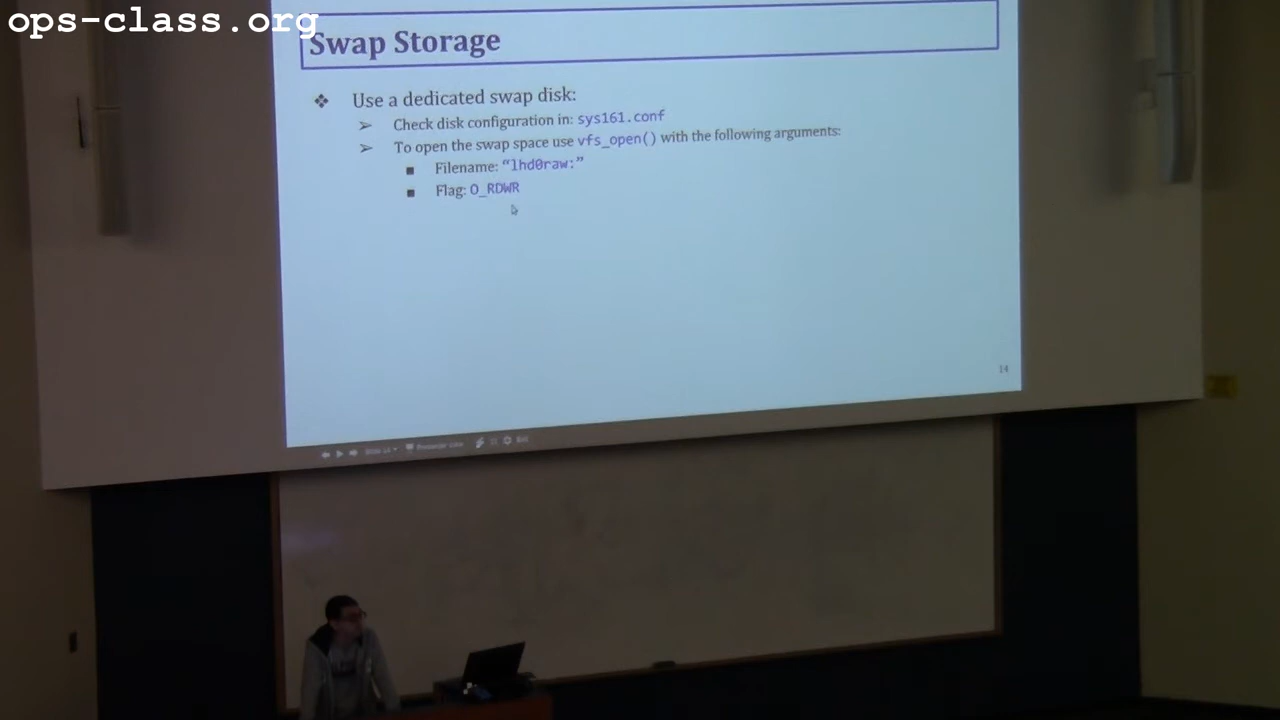 ops-class.org
Swap Storage
❖ Use a dedicated swap disk:
➢ Check disk configuration in: sys161.conf
➢ To open the swap space use vfs_open() with the following arguments:
■ Filename: “lhd0raw:”
■ Flag: O_RDWR
14